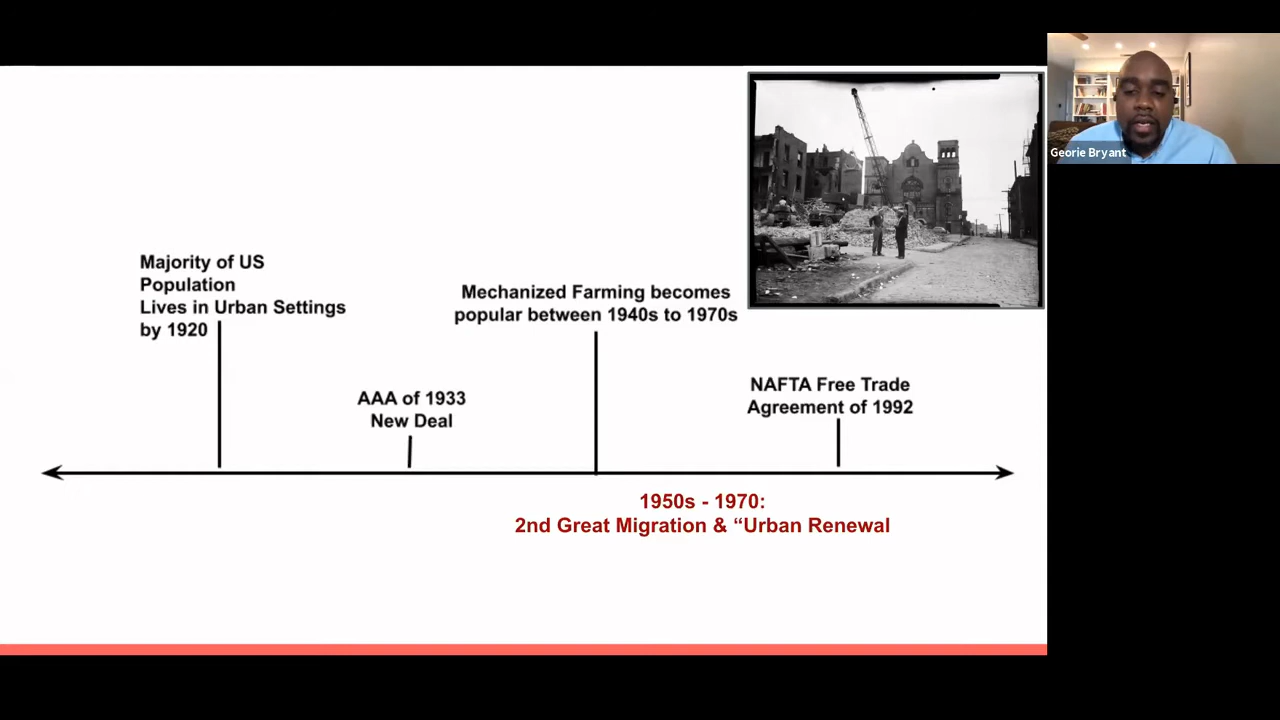 Majority of US
Population
Lives in Urban Settings
by 1920
AAA of 1933
New Deal
Mechanized Farming becomes
popular between 1940s to 1970s
NAFTA Free Trade
Agreement of 1992
1950s - 1970:
2nd Great Migration & “Urban Renewal
Georie Bryant